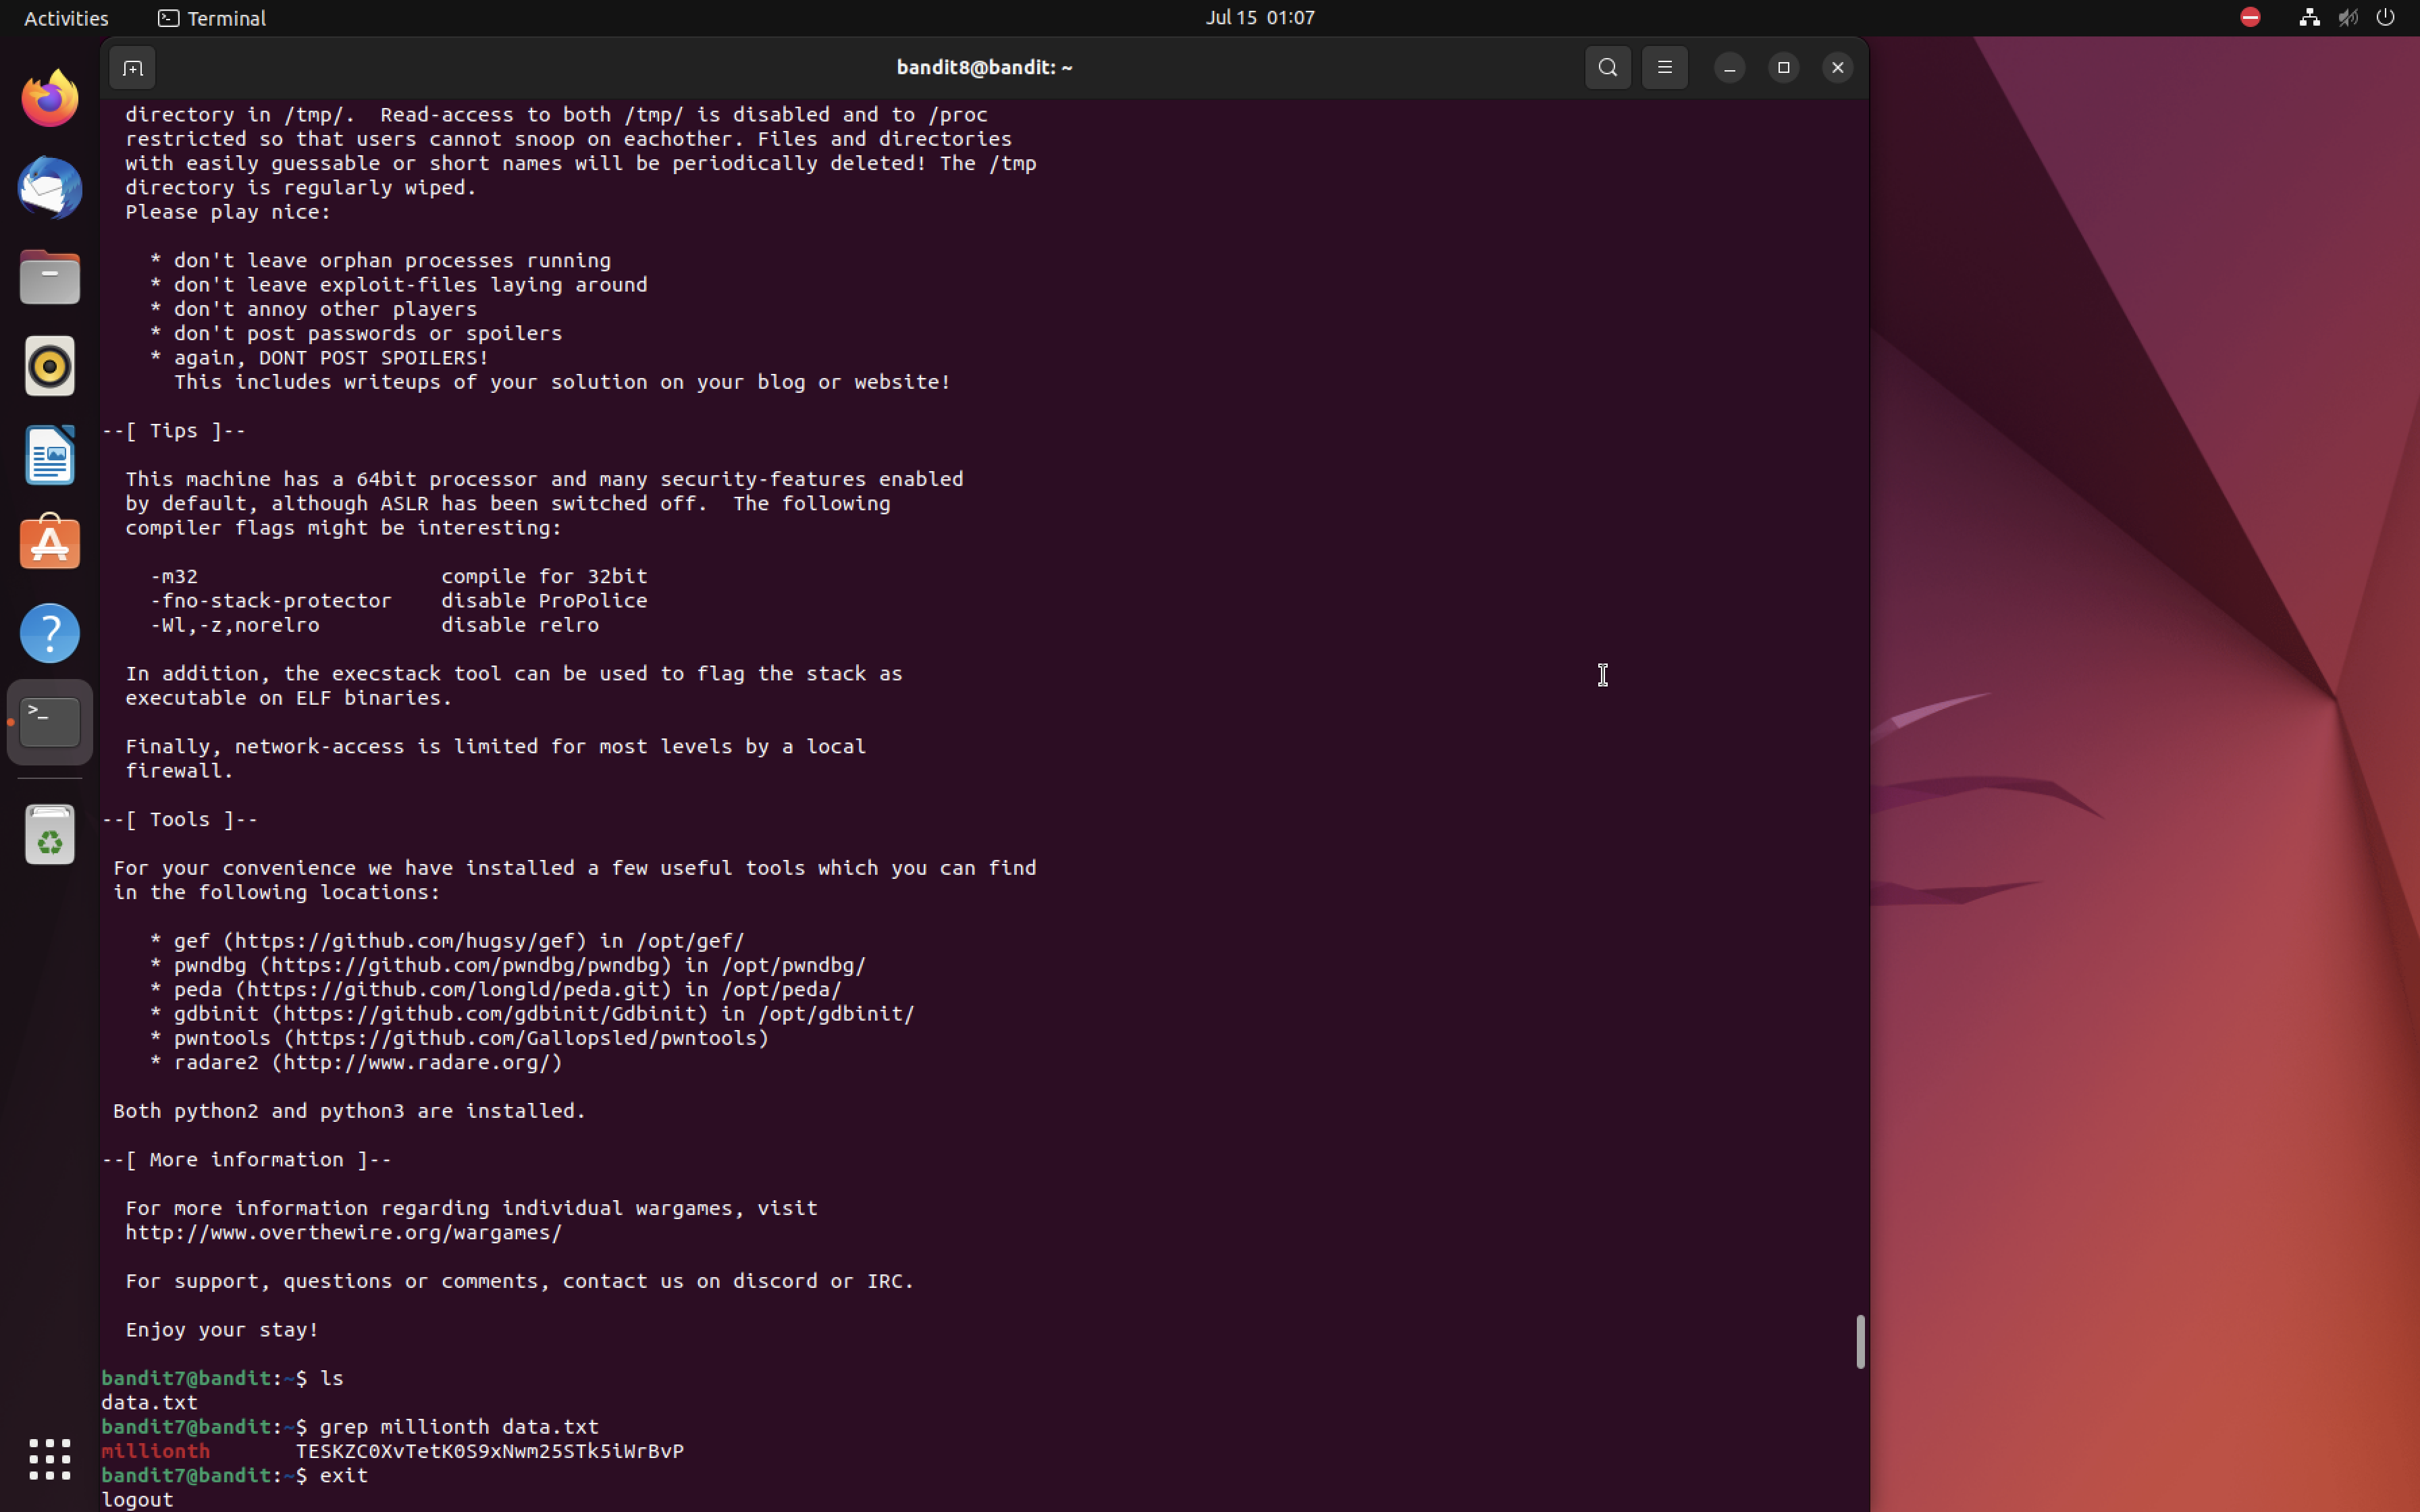 Activities
Terminal
Jul 15 01:07
bandit8@bandit: ~
directory in /tmp/.  Read-access to both /tmp/ is disabled and to /proc
restricted so that users cannot snoop on eachother. Files and directories
with easily guessable or short names will be periodically deleted! The /tmp
directory is regularly wiped.
Please play nice:
* don't leave orphan processes running
* don't leave exploit-files laying around
* don't annoy other players
* don't post passwords or spoilers
* again, DONT POST SPOILERS!
This includes writeups of your solution on your blog or website!
--[ Tips ]--
This machine has a 64bit processor and many security-features enabled
by default, although ASLR has been switched off.  The following
compiler flags might be interesting:
-m32                    compile for 32bit
-fno-stack-protector    disable ProPolice
-Wl,-z,norelro          disable relro
In addition, the execstack tool can be used to flag the stack as
executable on ELF binaries.
Finally, network-access is limited for most levels by a local
firewall.
--[ Tools ]--
For your convenience we have installed a few useful tools which you can find
in the following locations:
* gef (https://github.com/hugsy/gef) in /opt/gef/
* pwndbg (https://github.com/pwndbg/pwndbg) in /opt/pwndbg/
* peda (https://github.com/longld/peda.git) in /opt/peda/
* gdbinit (https://github.com/gdbinit/Gdbinit) in /opt/gdbinit/
* pwntools (https://github.com/Gallopsled/pwntools)
* radare2 (http://www.radare.org/)
Both python2 and python3 are installed.
--[ More information ]--
For more information regarding individual wargames, visit
http://www.overthewire.org/wargames/
For support, questions or comments, contact us on discord or IRC.
Enjoy your stay!
bandit7@bandit:~$ ls
data.txt
bandit7@bandit:~$ grep millionth data.txt
millionth       TESKZC0XvTetK0S9xNwm25STk5iWrBvP
bandit7@bandit:~$ exit
logout